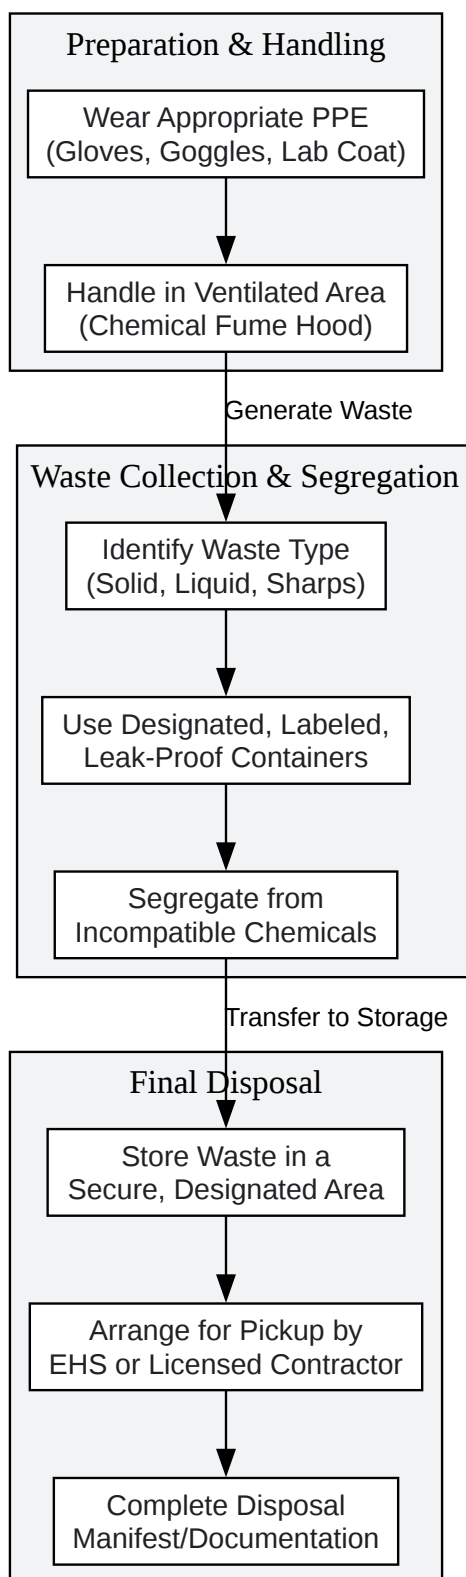 Preparation & Handling
Wear Appropriate PPE
(Gloves, Goggles, Lab Coat)
Handle in Ventilated Area
(Chemical Fume Hood)
Generate Waste
Waste Collection & Segregation
Identify Waste Type
(Solid, Liquid, Sharps)
Use Designated, Labeled,
Leak-Proof Containers
Segregate from
Incompatible Chemicals
Transfer to Storage
Final Disposal
Store Waste in a
Secure, Designated Area
Arrange for Pickup by
EHS or Licensed Contractor
Complete Disposal
Manifest/Documentation